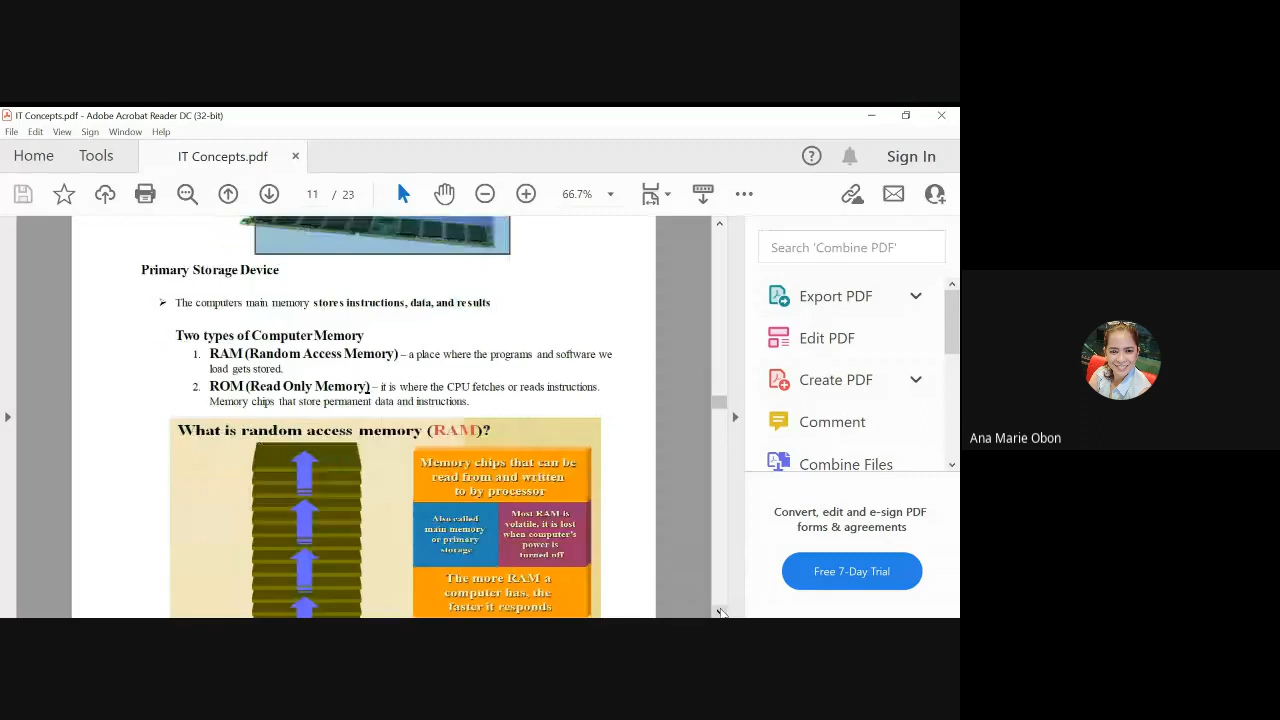 IT Concepts.pdf - Adobe Acrobat Reader DC (32-bit)
File Edit View Sign Window Help
Home Tools IT Concepts.pdf × Sign In
11 / 23 66.7%
Primary Storage Device
➢ The computers main memory stores instructions, data, and results
Two types of Computer Memory
1. RAM (Random Access Memory) – a place where the programs and software we
load gets stored.
2. ROM (Read Only Memory) – it is where the CPU fetches or reads instructions.
Memory chips that store permanent data and instructions.
What is random access memory (RAM)?
Memory chips that can be
read from and written
to by processor
Also called
main memory
or primary
storage
Most RAM is
volatile, it is lost
when computer's
power is
turned off
The more RAM a
computer has, the
faster it responds
Search 'Combine PDF'
Export PDF
Edit PDF
Create PDF
Comment
Combine Files
Convert, edit and e-sign PDF
forms & agreements
Free 7-Day Trial
Ana Marie Obon